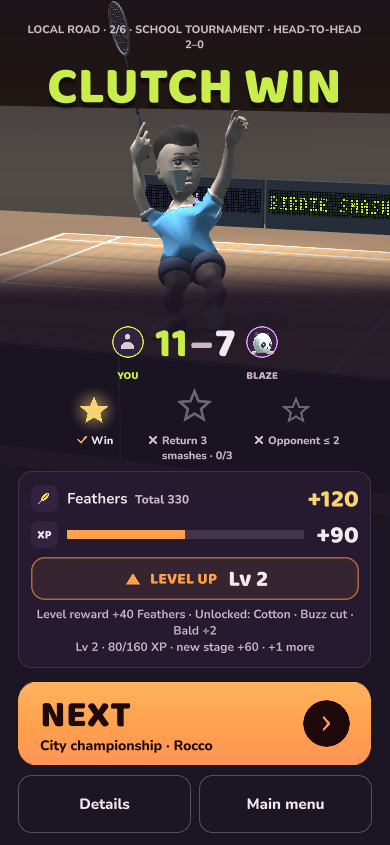 LOCAL ROAD · 2/6 · SCHOOL TOURNAMENT · HEAD-TO-HEAD
2–0
CLUTCH WIN
BIRDIE SMASH
11–7
YOU
BLAZE
Win
Return 3
smashes · 0/3
Opponent ≤ 2
Feathers Total 330 +120
XP +90
LEVEL UP Lv 2
Level reward +40 Feathers · Unlocked: Cotton · Buzz cut ·
Bald +2
Lv 2 · 80/160 XP · new stage +60 · +1 more
NEXT
City championship · Rocco
Details
Main menu